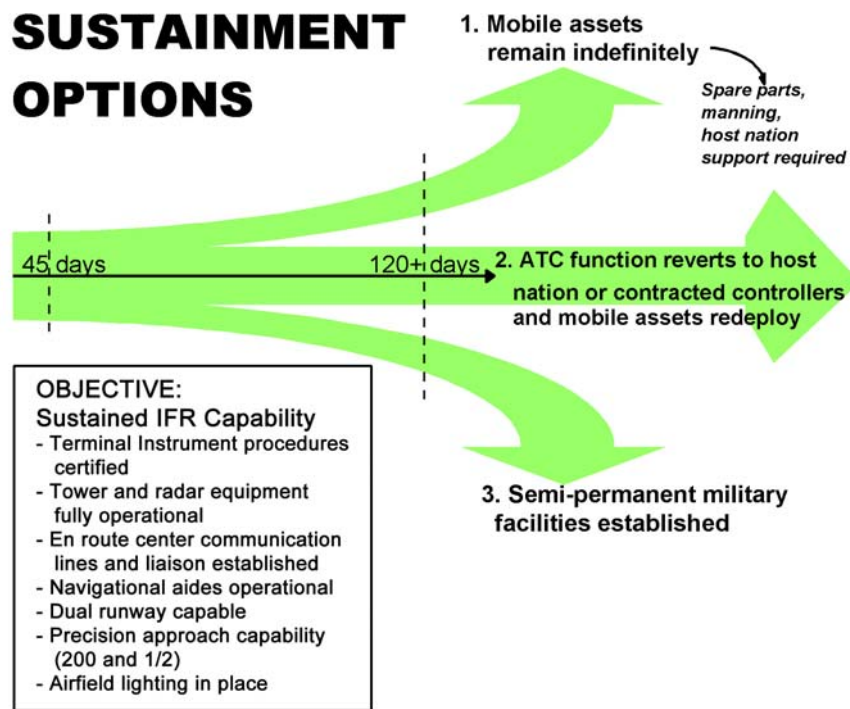 SUSTAINMENT
OPTIONS
1. Mobile assets
remain indefinitely
Spare parts,
manning,
host nation
support required
45 days
120+ days
2. ATC function reverts to host
nation or contracted controllers
and mobile assets redeploy
OBJECTIVE:
Sustained IFR Capability
- Terminal Instrument procedures
certified
- Tower and radar equipment
fully operational
- En route center communication
lines and liaison established
- Navigational aides operational
- Dual runway capable
- Precision approach capability
(200 and 1/2)
- Airfield lighting in place
3. Semi-permanent military
facilities established